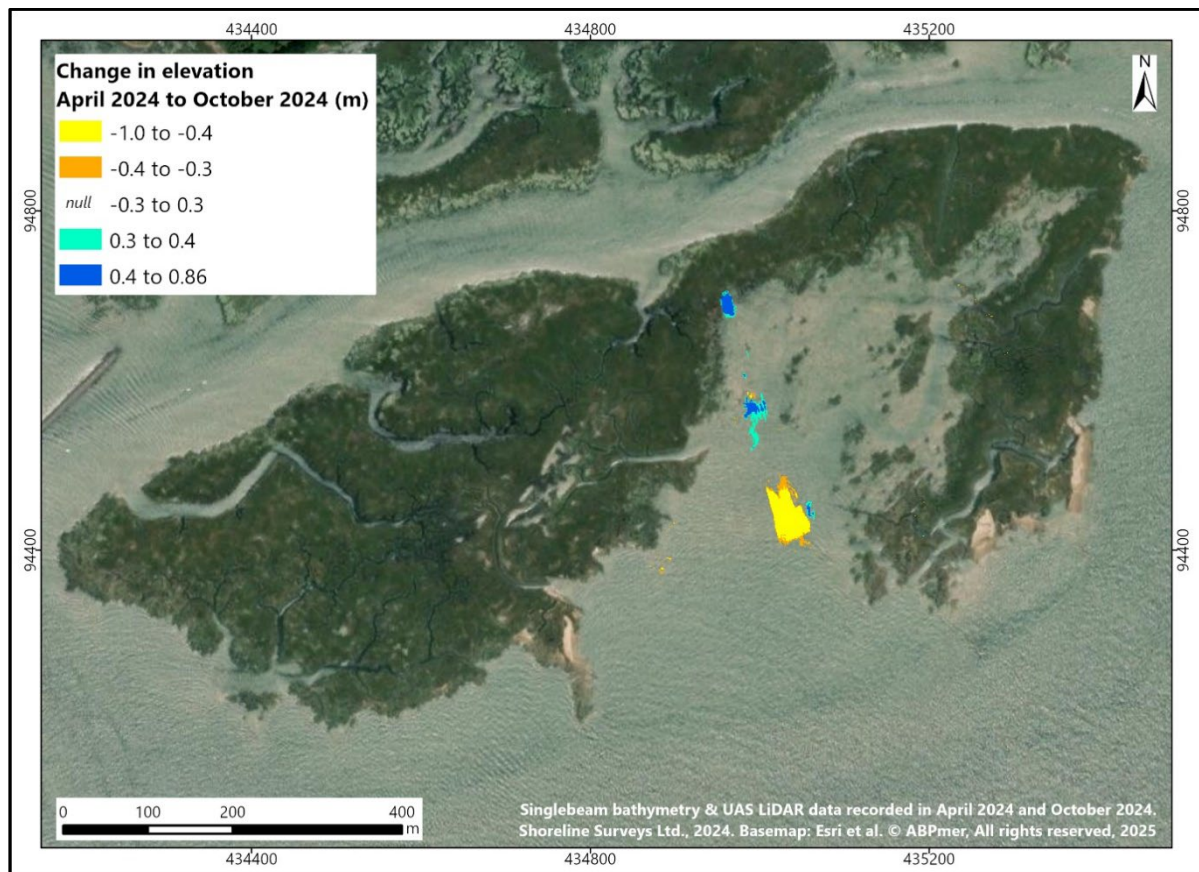 434400 434800 435200
Change in elevation
April 2024 to October 2024 (m)
-1.0 to -0.4
-0.4 to -0.3
null -0.3 to 0.3
0.3 to 0.4
0.4 to 0.86
N
94800 94800
94400 94400
0 100 200 400
m
Singlebeam bathymetry & UAS LiDAR data recorded in April 2024 and October 2024.
Shoreline Surveys Ltd., 2024. Basemap: Esri et al. © ABPmer, All rights reserved, 2025
434400 434800 435200